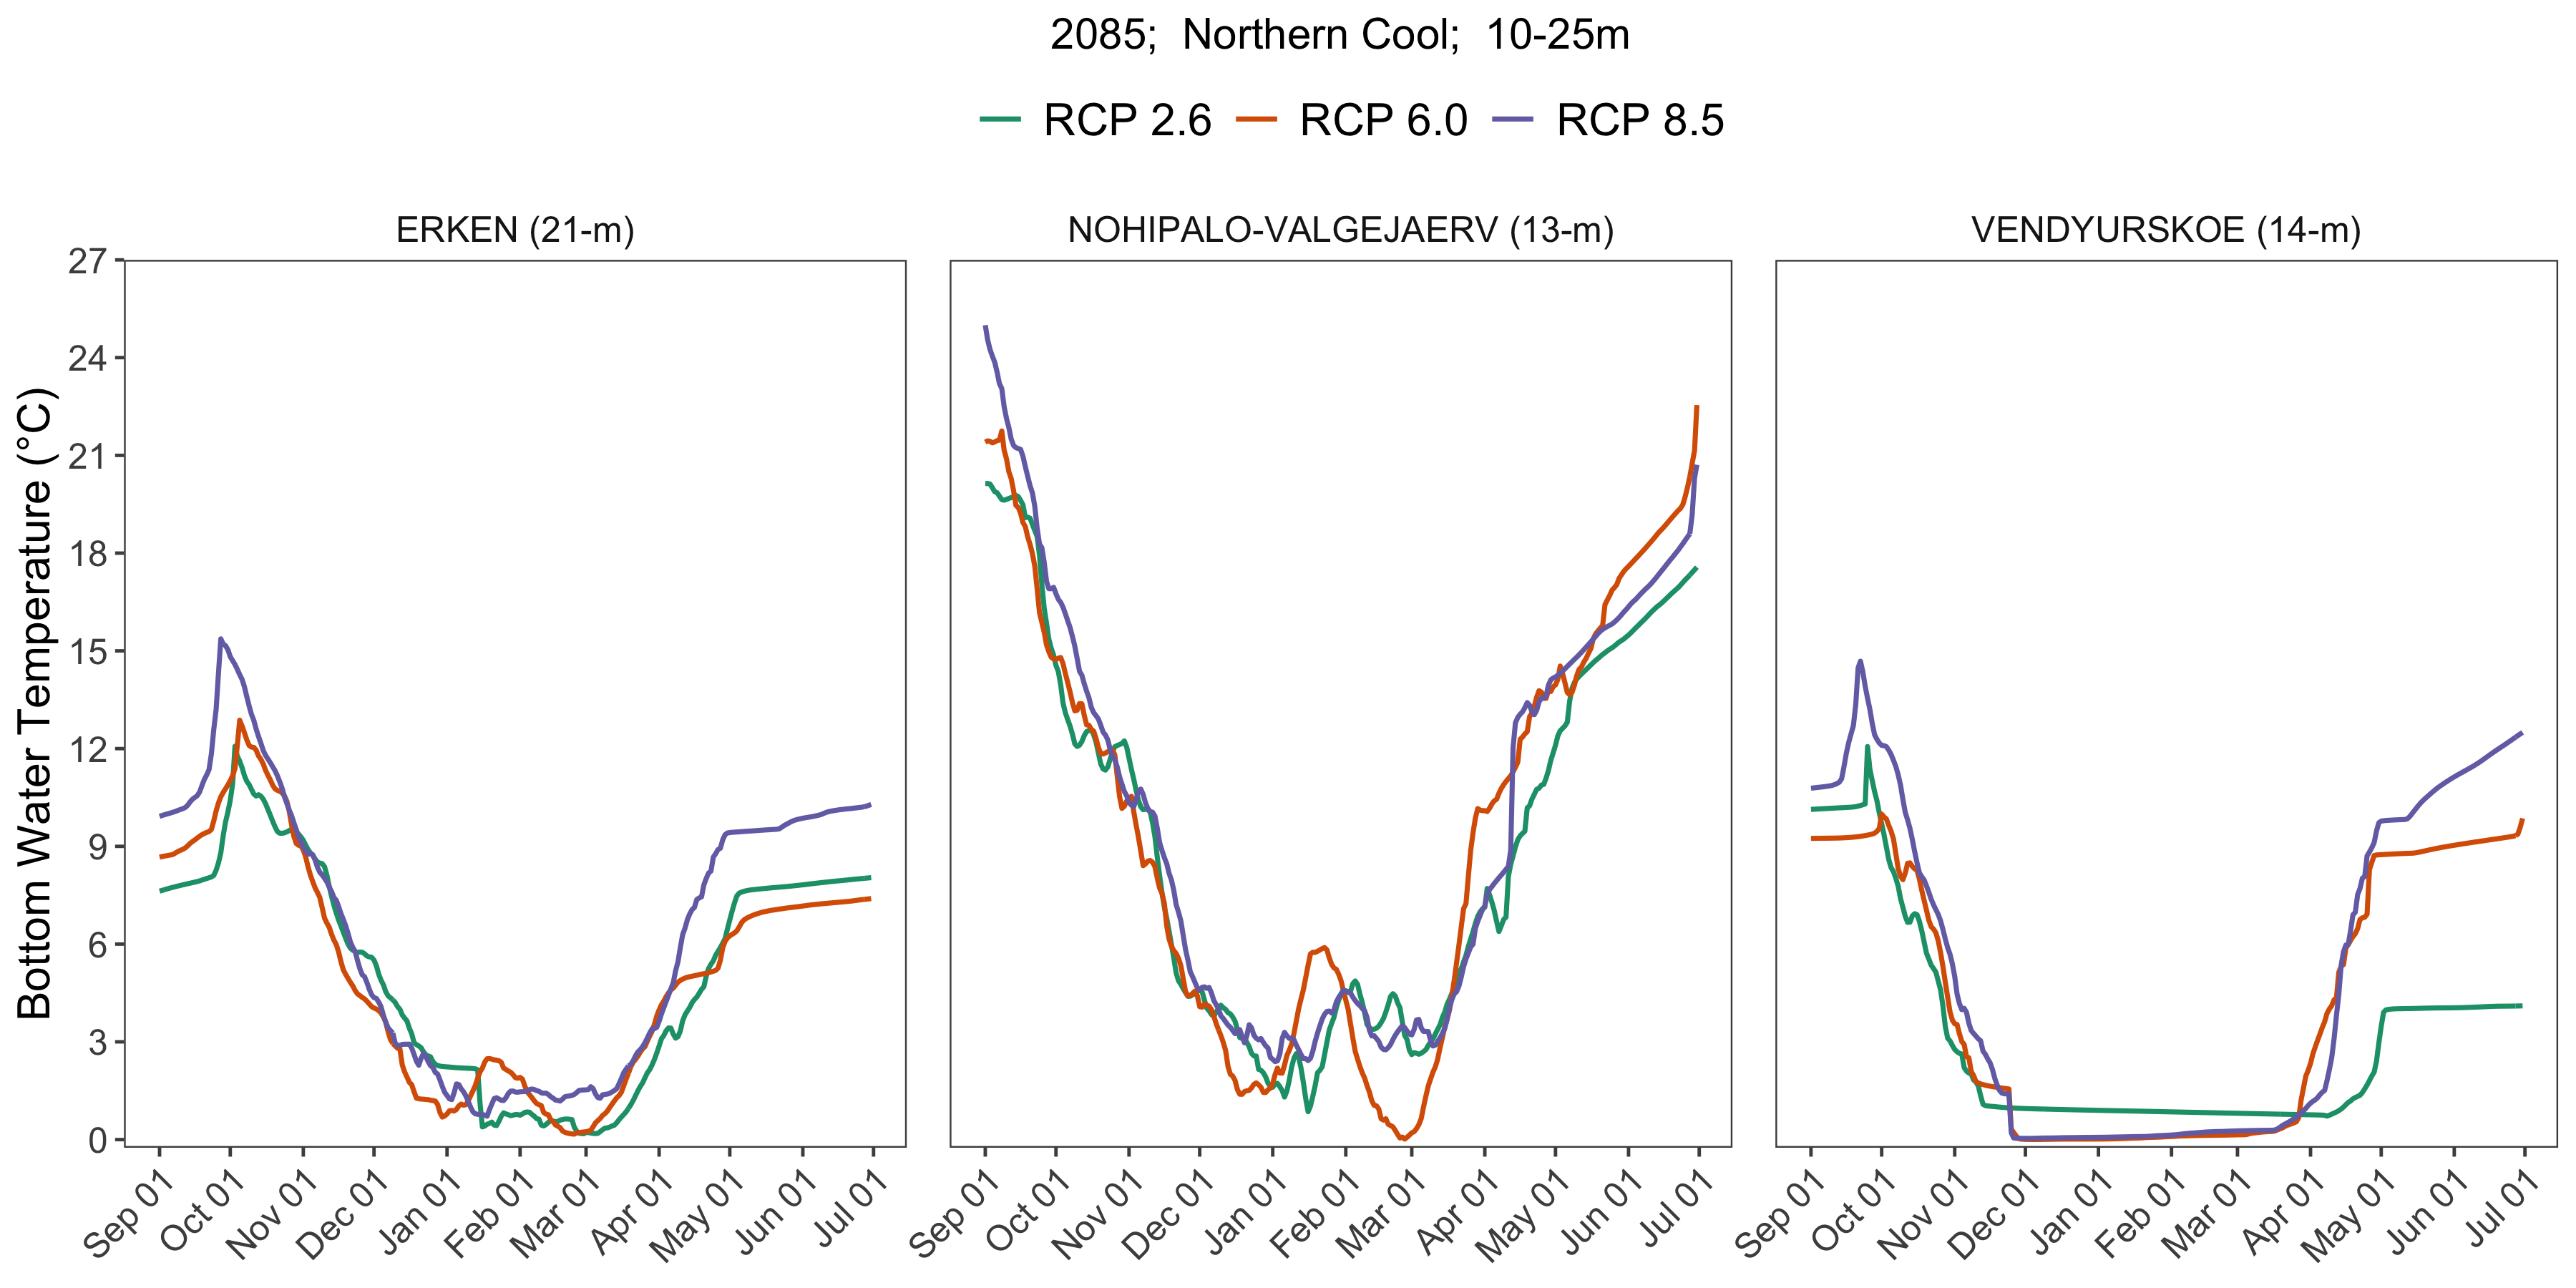 2085;  Northern Cool;  10-25m
RCP 2.6 RCP 6.0 RCP 8.5
ERKEN (21-m) NOHIPALO-VALGEJAERV (13-m) VENDYURSKOE (14-m)
Bottom Water Temperature (°C)
27
24
21
18
15
12
9
6
3
0
Sep 01 Oct 01 Nov 01 Dec 01 Jan 01 Feb 01 Mar 01 Apr 01 May 01 Jun 01 Jul 01 Sep 01 Oct 01 Nov 01 Dec 01 Jan 01 Feb 01 Mar 01 Apr 01 May 01 Jun 01 Jul 01 Sep 01 Oct 01 Nov 01 Dec 01 Jan 01 Feb 01 Mar 01 Apr 01 May 01 Jun 01 Jul 01